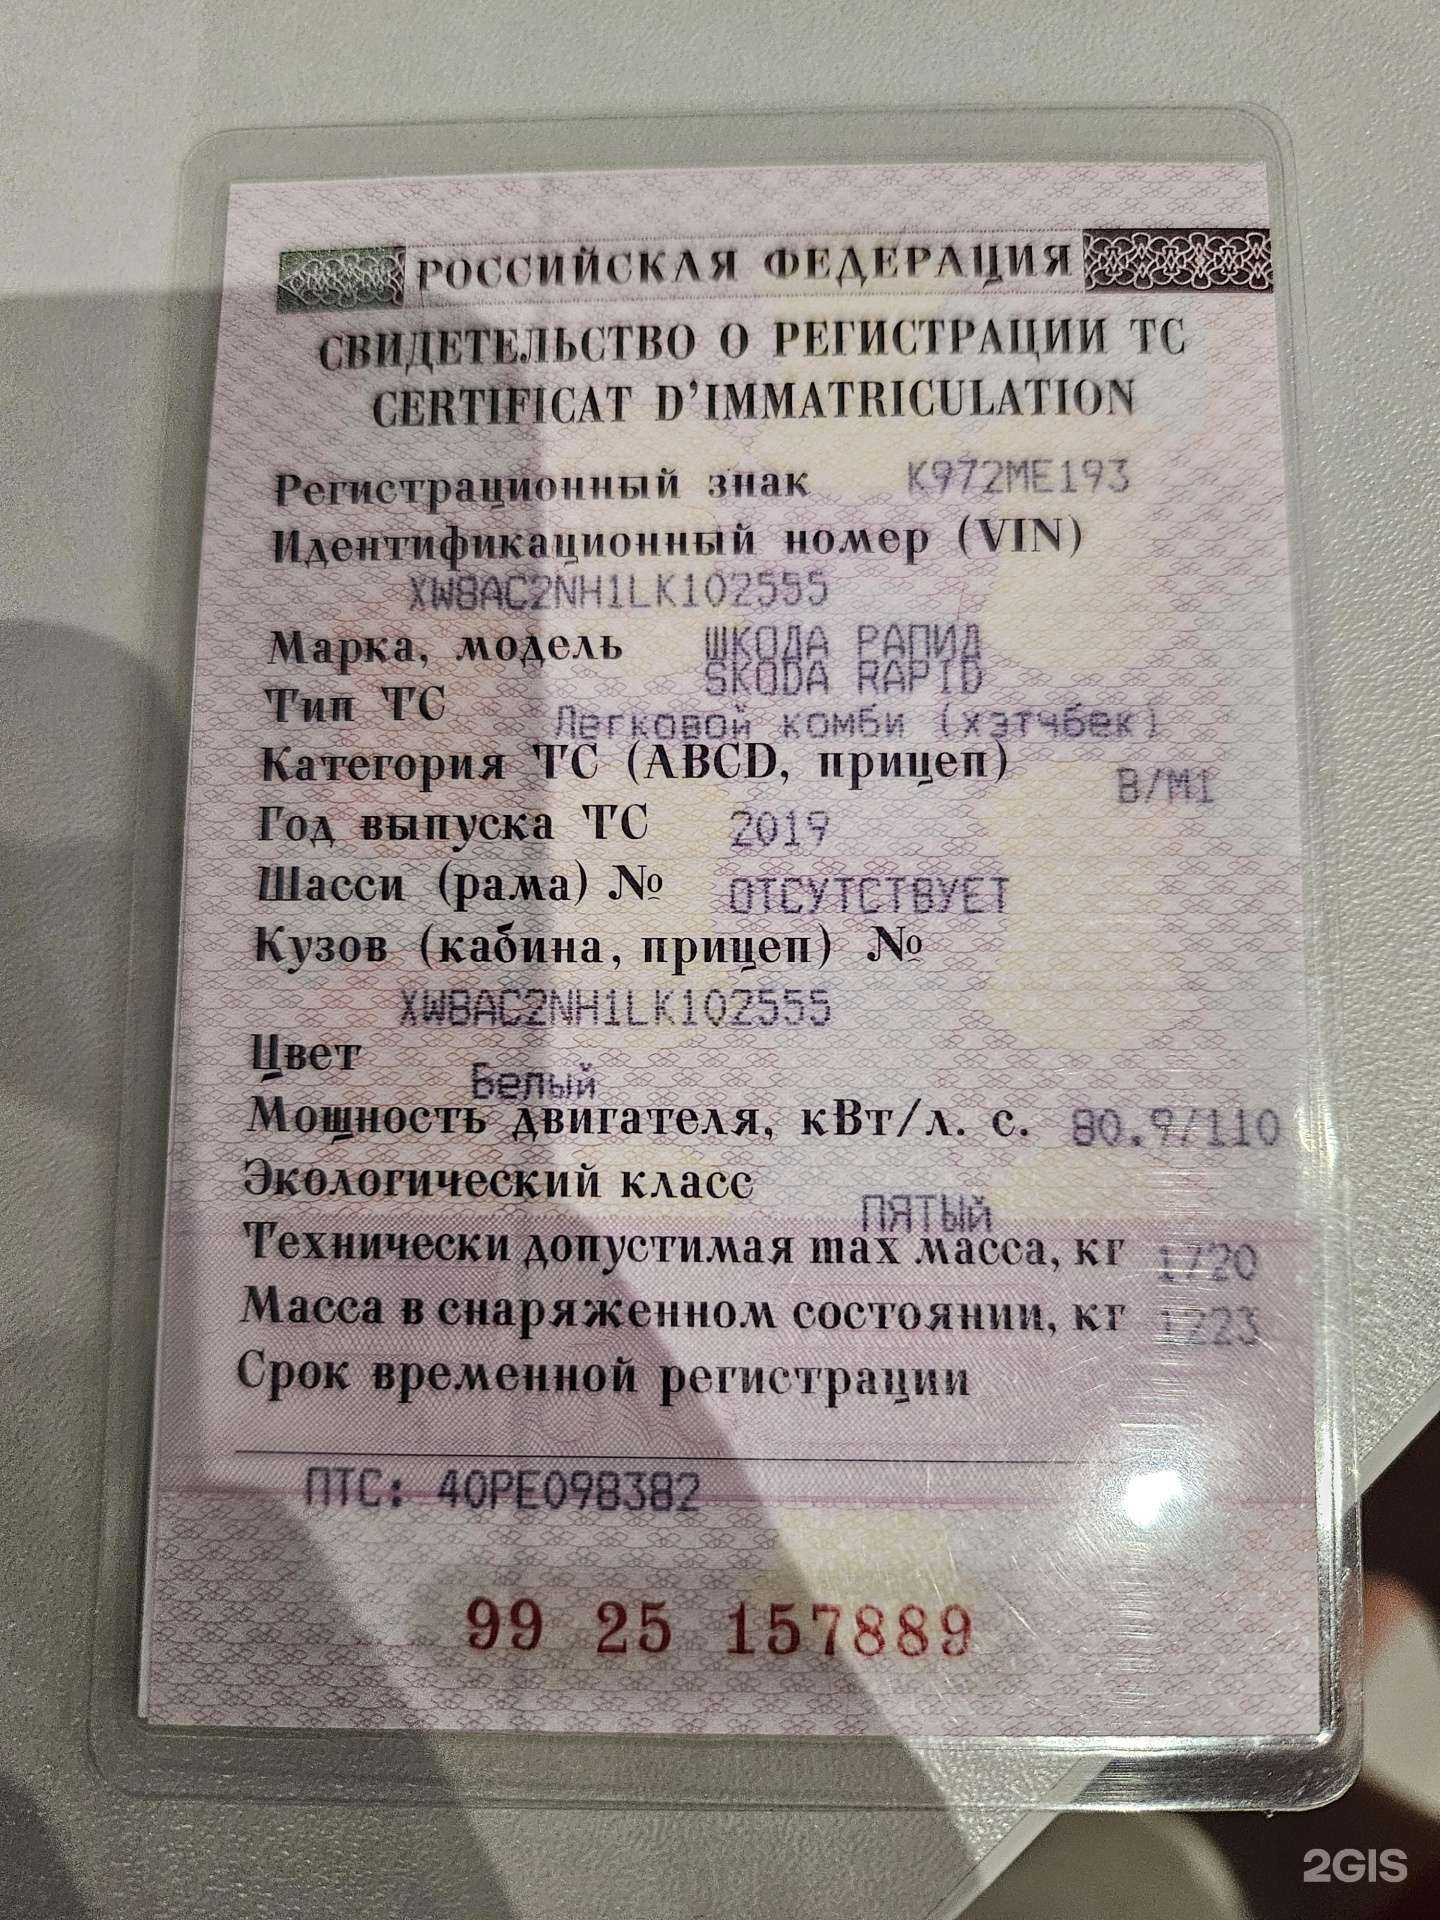 РОССИЙСКАЯ ФЕДЕРАЦИЯ
СВИДЕТЕЛЬСТВО О РЕГИСТРАЦИИ ТС
CERTIFICAT D'IMMATRICULATION
Регистрационный знак К972МЕ193
Идентификационный номер (VIN)
XW8AC2NH1LK102555
Марка, модель ШКОДА РАПИД
SKODA RAPID
Тип ТС Легковой комби (хэтчбек)
Категория ТС (ABCD, прицеп) B/M1
Год выпуска ТС 2019
Шасси (рама) № ОТСУТСТВУЕТ
Кузов (кабина, прицеп) №
XW8AC2NH1LK102555
Цвет Белый
Мощность двигателя, кВт/л. с. 80.9/110
Экологический класс ПЯТЫЙ
Технически допустимая max масса, кг 1720
Масса в снаряженном состоянии, кг 1223
Срок временной регистрации
ПТС: 40РЕ098382
99 25 157889
2GIS